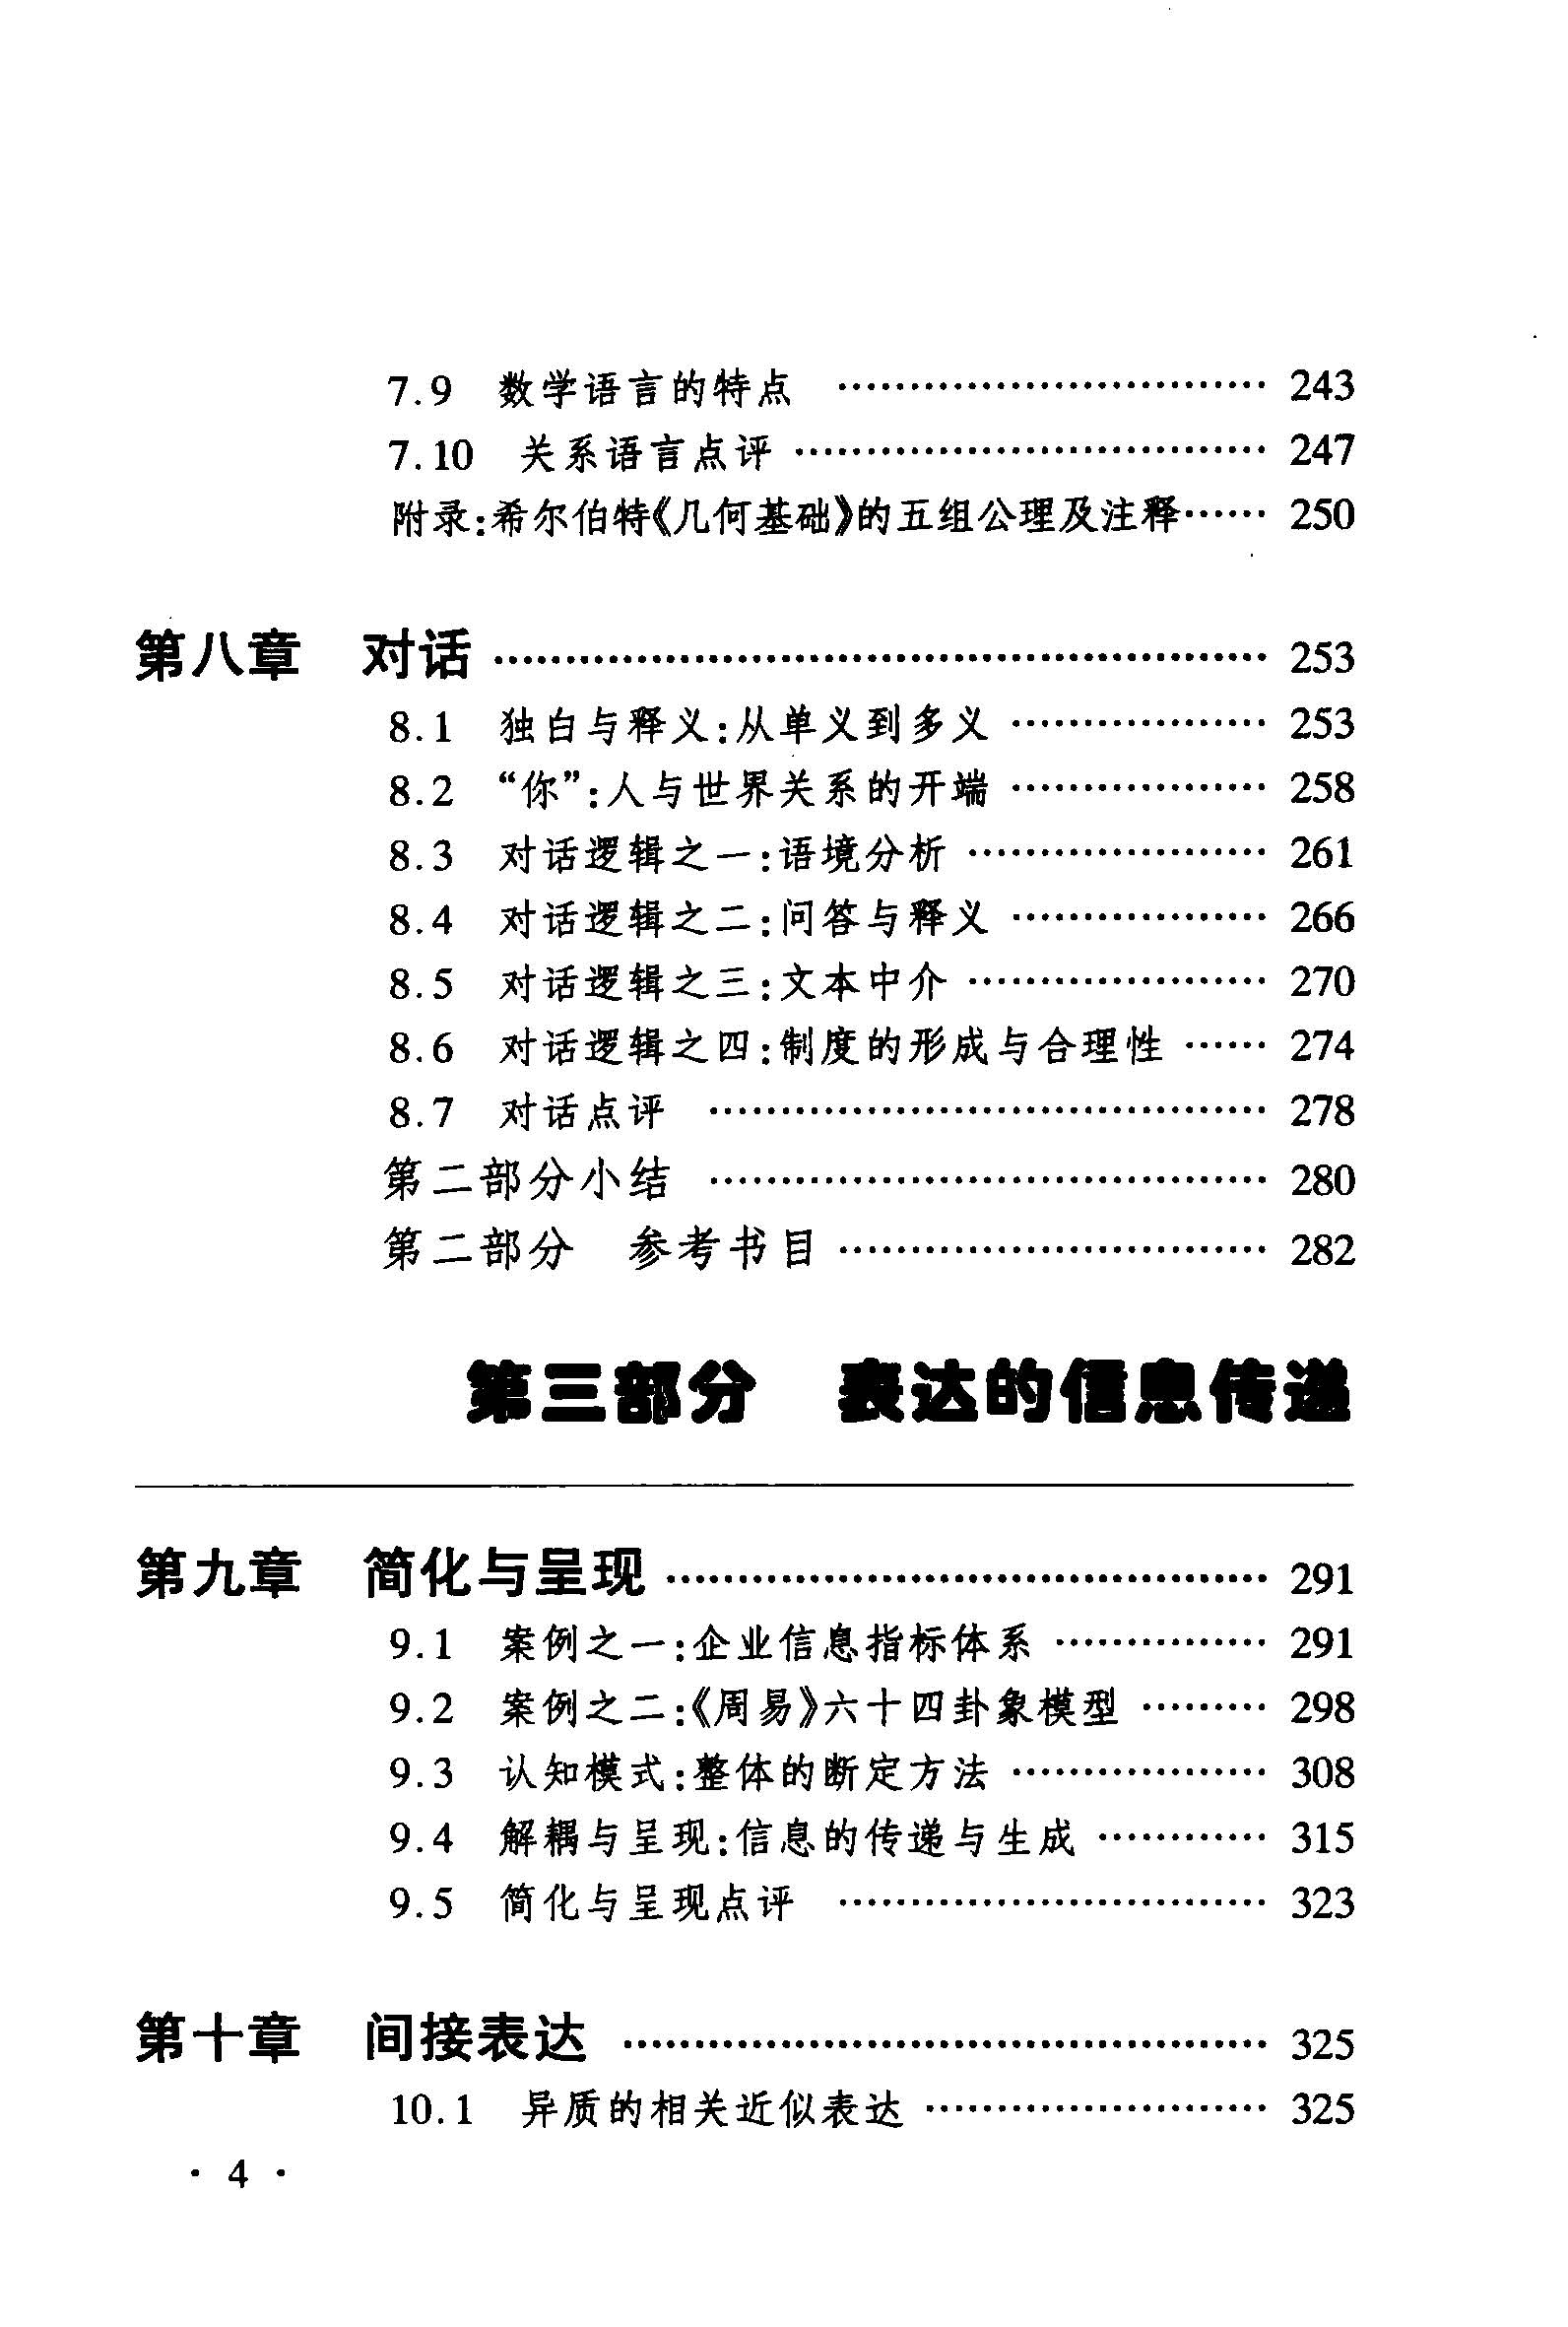 7.9 数学语言的特点 …………………………… 243
7.10 关系语言点评 ……………………………… 247
附录:希尔伯特《几何基础》的五组公理及注释…… 250
第八章 对话 …………………………………………………… 253
8.1 独白与释义:从单义到多义 ……………… 253
8.2 “你”:人与世界关系的开端 ……………… 258
8.3 对话逻辑之一:语境分析 ………………… 261
8.4 对话逻辑之二:问答与释义 ……………… 266
8.5 对话逻辑之三:文本中介 ………………… 270
8.6 对话逻辑之四:制度的形成与合理性 …… 274
8.7 对话点评 …………………………………… 278
第二部分小结 …………………………………… 280
第二部分 参考书目 …………………………… 282
第三部分 表达的信息传递
第九章 简化与呈现 ……………………………………… 291
9.1 案例之一:企业信息指标体系 …………… 291
9.2 案例之二:《周易》六十四卦象模型 ……… 298
9.3 认知模式:整体的断定方法 ……………… 308
9.4 解耦与呈现:信息的传递与生成 ………… 315
9.5 简化与呈现点评 …………………………… 323
第十章 间接表达 ………………………………………… 325
10.1 异质的相关近似表达 …………………… 325
· 4 ·